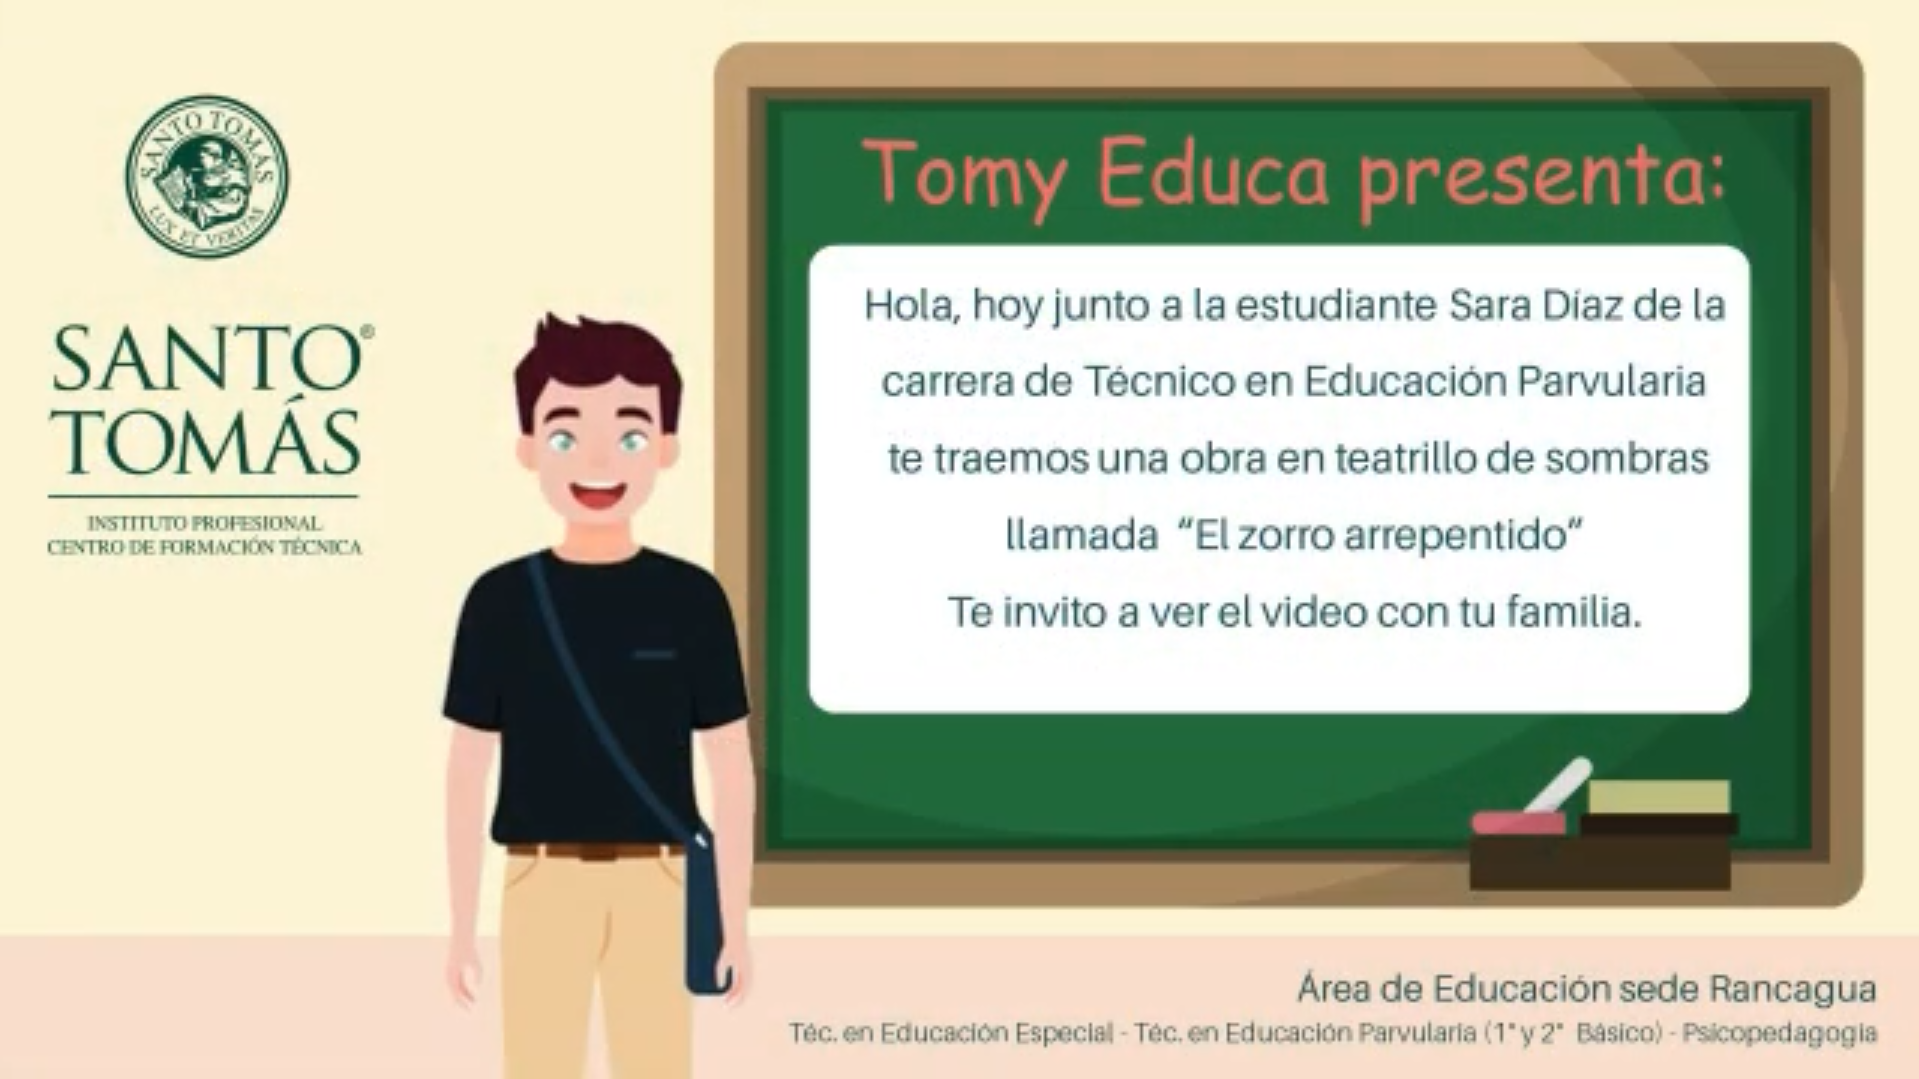 SANTO TOMAS
LUX ET VERITAS
SANTO®
TOMÁS
INSTITUTO PROFESIONAL
CENTRO DE FORMACIÓN TÉCNICA
Tomy Educa presenta:
Hola, hoy junto a la estudiante Sara Díaz de la
carrera de Técnico en Educación Parvularia
te traemos una obra en teatrillo de sombras
llamada “El zorro arrepentido”
Te invito a ver el video con tu familia.
Área de Educación sede Rancagua
Téc. en Educación Especial - Téc. en Educación Parvularia (1° y 2° Básico) - Psicopedagogía